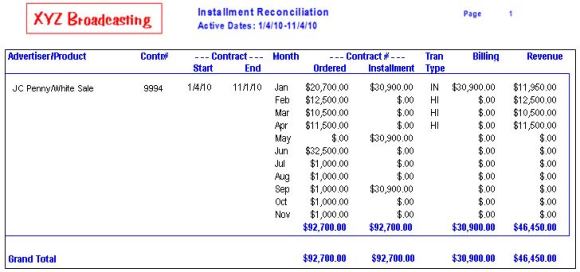 XYZ Broadcasting
Installment Reconciliation
Active Dates: 1/4/10-11/4/10
Page 1
Advertiser/Product Contr# --- Contract --- Month --- Contract # --- Tran Billing Revenue
Start End Ordered Installment Type
JC Penny/White Sale 9994 1/4/10 11/1/10 Jan $20,700.00 $30,900.00 IN $30,900.00 $11,950.00
Feb $12,500.00 $.00 HI $.00 $12,500.00
Mar $10,500.00 $.00 HI $.00 $10,500.00
Apr $11,500.00 $.00 HI $.00 $11,500.00
May $.00 $30,900.00 $.00 $.00
Jun $32,500.00 $.00 $.00 $.00
Jul $1,000.00 $.00 $.00 $.00
Aug $1,000.00 $.00 $.00 $.00
Sep $1,000.00 $30,900.00 $.00 $.00
Oct $1,000.00 $.00 $.00 $.00
Nov $1,000.00 $.00 $.00 $.00
$92,700.00 $92,700.00 $30,900.00 $46,450.00
Grand Total $92,700.00 $92,700.00 $30,900.00 $46,450.00